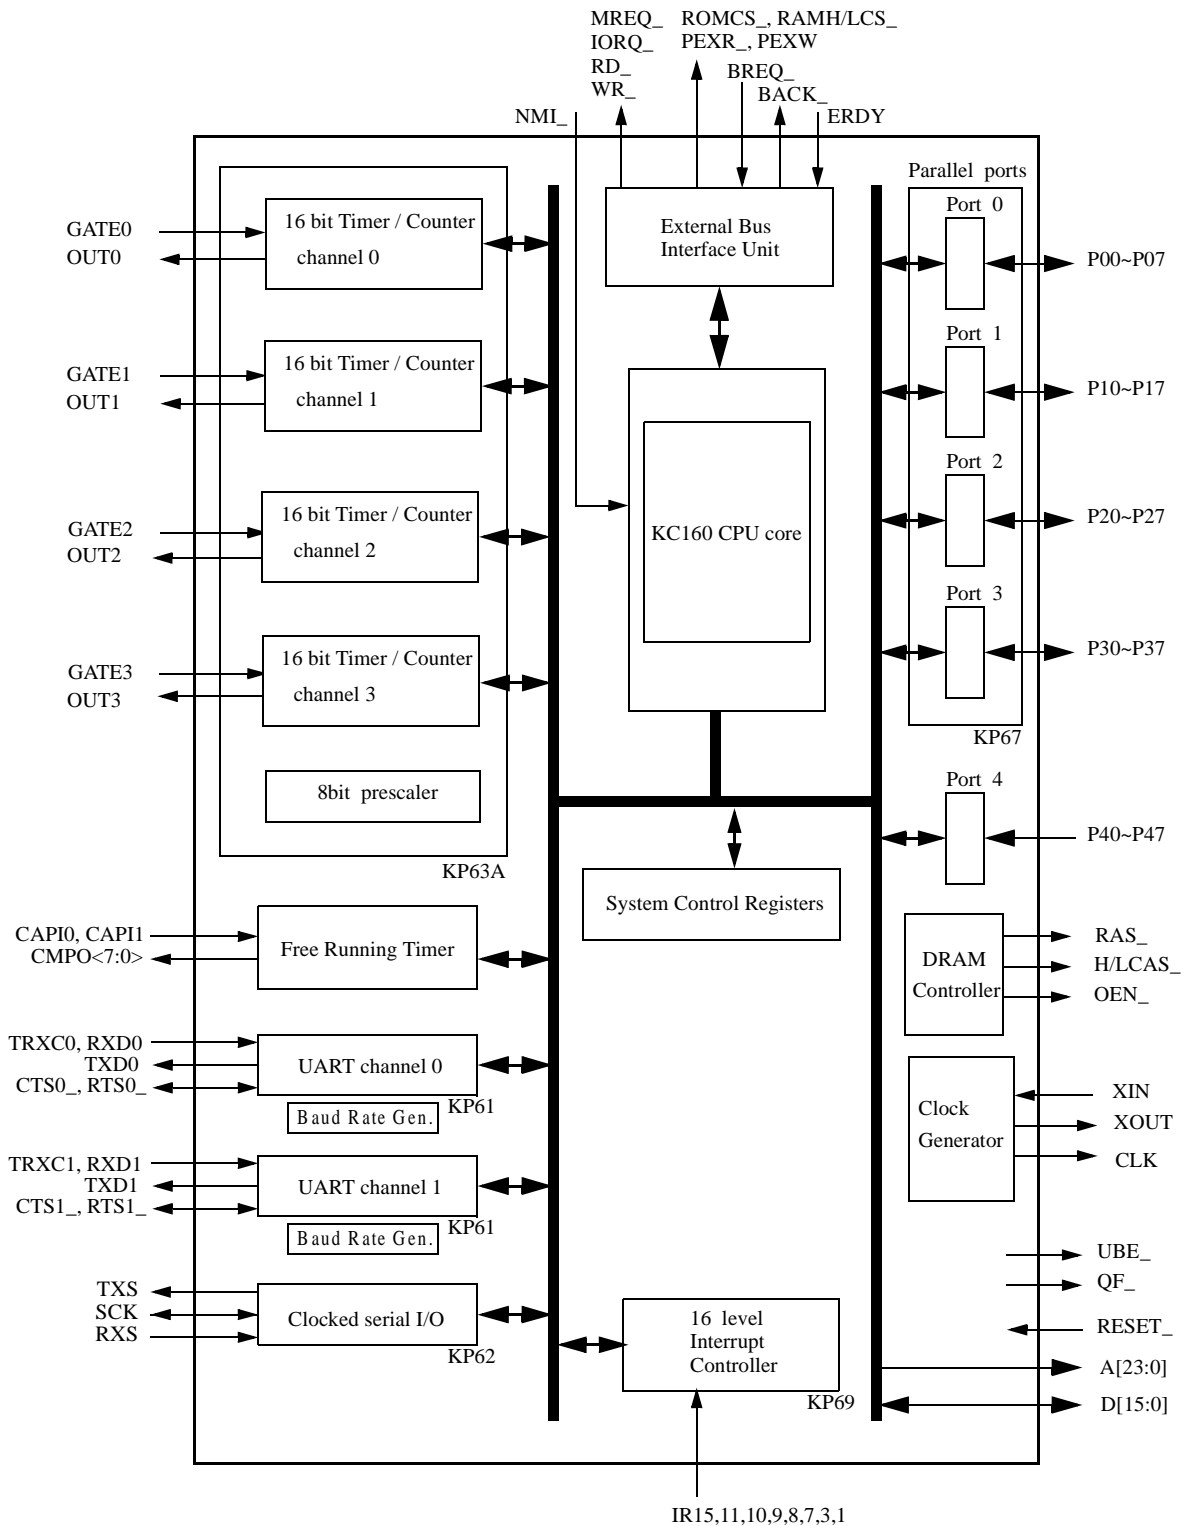 MREQ_
IORQ_
RD_
WR_
ROMCS_, RAMH/LCS_
PEXR_, PEXW
BREQ_
BACK_
NMI_
ERDY
16 bit Timer / Counter
channel 0
GATE0
OUT0
16 bit Timer / Counter
channel 1
GATE1
OUT1
16 bit Timer / Counter
channel 2
GATE2
OUT2
16 bit Timer / Counter
channel 3
GATE3
OUT3
8bit prescaler
KP63A
External Bus
Interface Unit
KC160 CPU core
System Control Registers
Parallel ports
Port 0
P00~P07
Port 1
P10~P17
Port 2
P20~P27
Port 3
P30~P37
KP67
Port 4
P40~P47
CAPI0, CAPI1
CMPO<7:0>
Free Running Timer
TRXC0, RXD0
TXD0
CTS0_, RTS0_
UART channel 0
KP61
Baud Rate Gen.
TRXC1, RXD1
TXD1
CTS1_, RTS1_
UART channel 1
KP61
Baud Rate Gen.
TXS
SCK
RXS
Clocked serial I/O
KP62
16 level
Interrupt
Controller
KP69
IR15,11,10,9,8,7,3,1
DRAM
Controller
RAS_
H/LCAS_
OEN_
Clock
Generator
XIN
XOUT
CLK
UBE_
QF_
RESET_
A[23:0]
D[15:0]